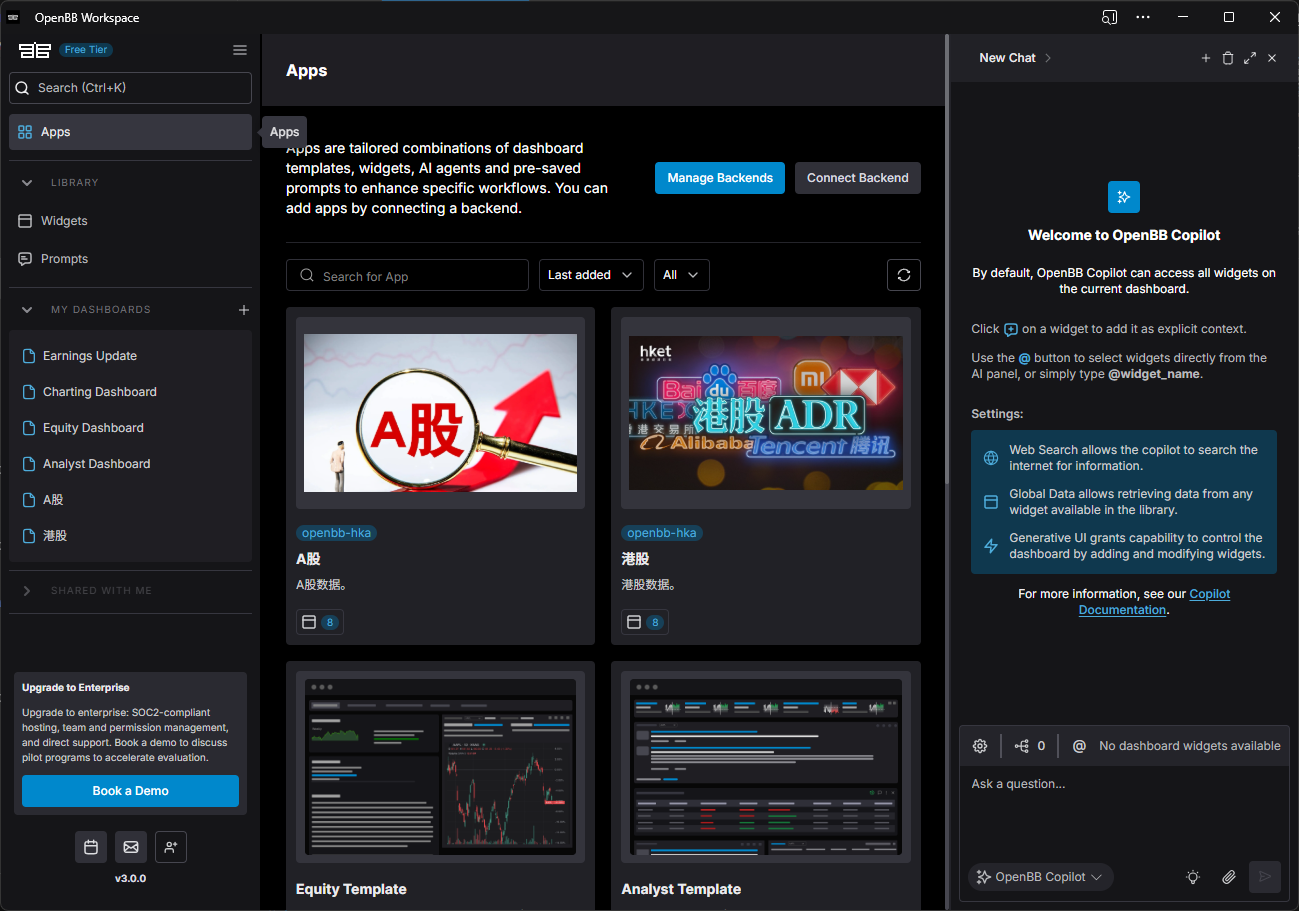 OpenBB Workspace
Free Tier
Search (Ctrl+K)
Apps
LIBRARY
Widgets
Prompts
MY DASHBOARDS
Earnings Update
Charting Dashboard
Equity Dashboard
Analyst Dashboard
A股
港股
SHARED WITH ME
Upgrade to Enterprise
Upgrade to enterprise: SOC2-compliant
hosting, team and permission management,
and direct support. Book a demo to discuss
pilot programs to accelerate evaluation.
Book a Demo
v3.0.0
Apps
Apps
Apps are tailored combinations of dashboard
templates, widgets, AI agents and pre-saved
prompts to enhance specific workflows. You can
add apps by connecting a backend.
Manage Backends
Connect Backend
Search for App
Last added
All
A股
openbb-hka
A股
A股数据。
8
hket
Bai du 百度
mi
HKEX
港股 ADR
香港交易所
Alibaba
Tencent 腾讯
openbb-hka
港股
港股数据。
8
Equity Template
Analyst Template
New Chat
Welcome to OpenBB Copilot
By default, OpenBB Copilot can access all widgets on
the current dashboard.
Click on a widget to add it as explicit context.
Use the @ button to select widgets directly from the
AI panel, or simply type @widget_name.
Settings:
Web Search allows the copilot to search the
internet for information.
Global Data allows retrieving data from any
widget available in the library.
Generative UI grants capability to control the
dashboard by adding and modifying widgets.
For more information, see our Copilot
Documentation.
0
@ No dashboard widgets available
Ask a question...
OpenBB Copilot